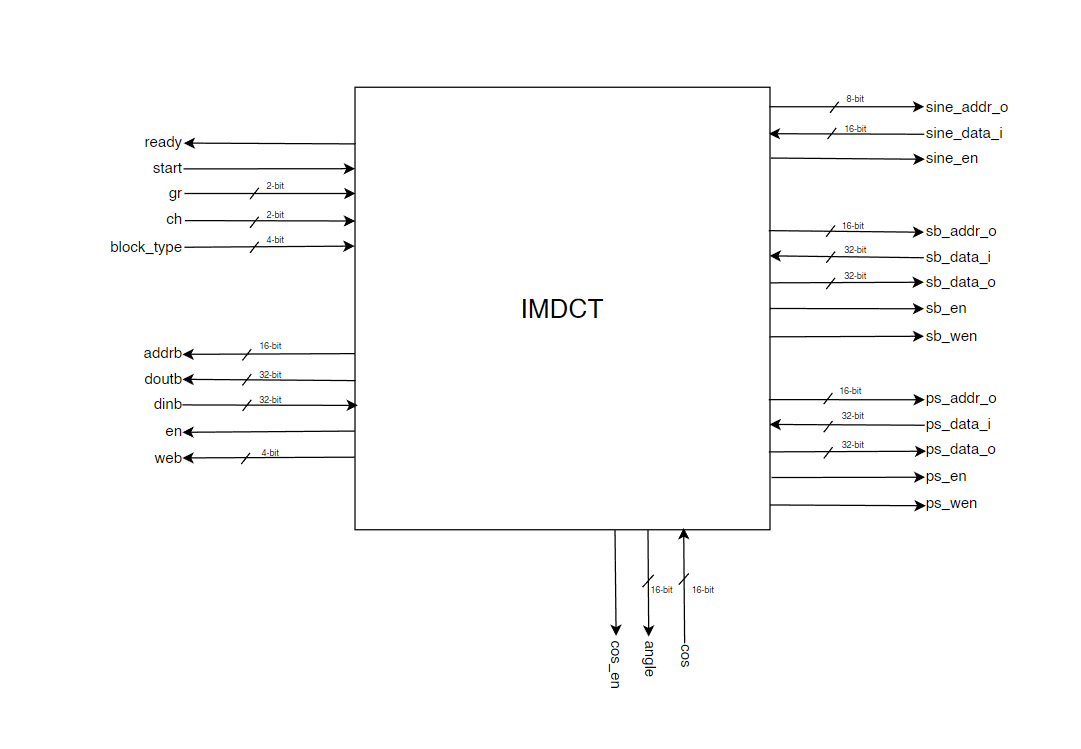 ready
start
gr
2-bit
ch
2-bit
block_type
4-bit
addrb
16-bit
doutb
32-bit
dinb
32-bit
en
web
4-bit
IMDCT
8-bit
sine_addr_o
16-bit
sine_data_i
sine_en
16-bit
sb_addr_o
32-bit
sb_data_i
32-bit
sb_data_o
sb_en
sb_wen
16-bit
ps_addr_o
32-bit
ps_data_i
32-bit
ps_data_o
ps_en
ps_wen
cos_en
16-bit
angle
16-bit
cos